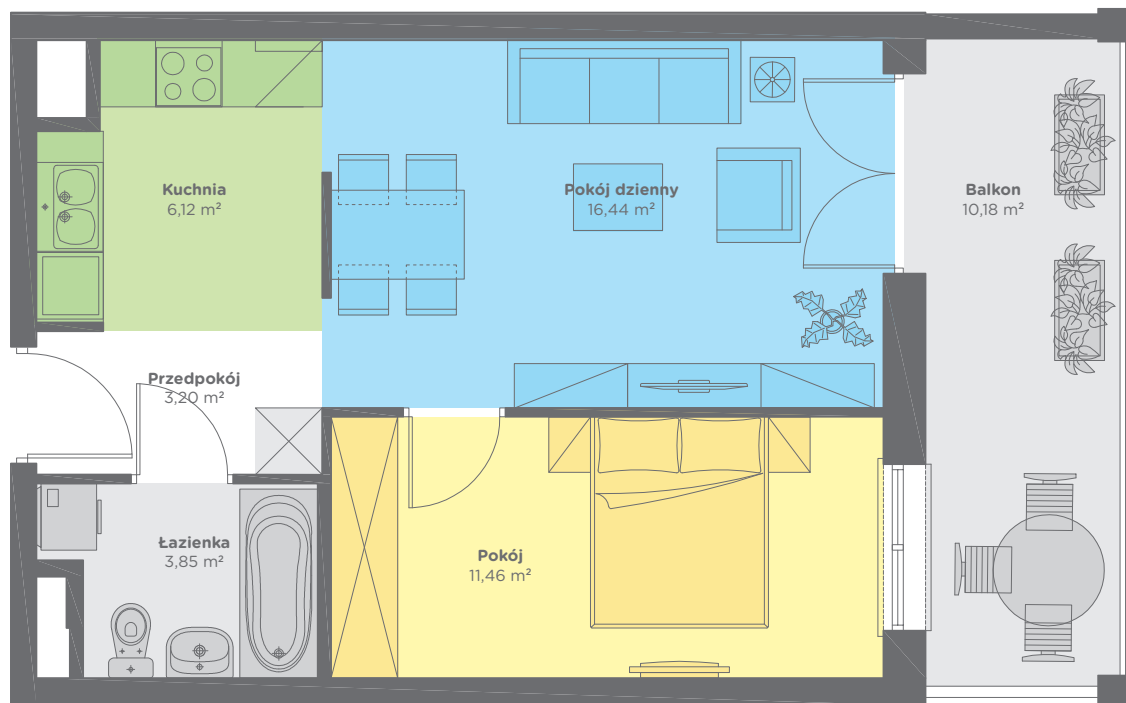 Kuchnia
6,12 m²
Pokój dzienny
16,44 m²
Balkon
10,18 m²
Przedpokój
3,20 m²
Łazienka
3,85 m²
Pokój
11,46 m²